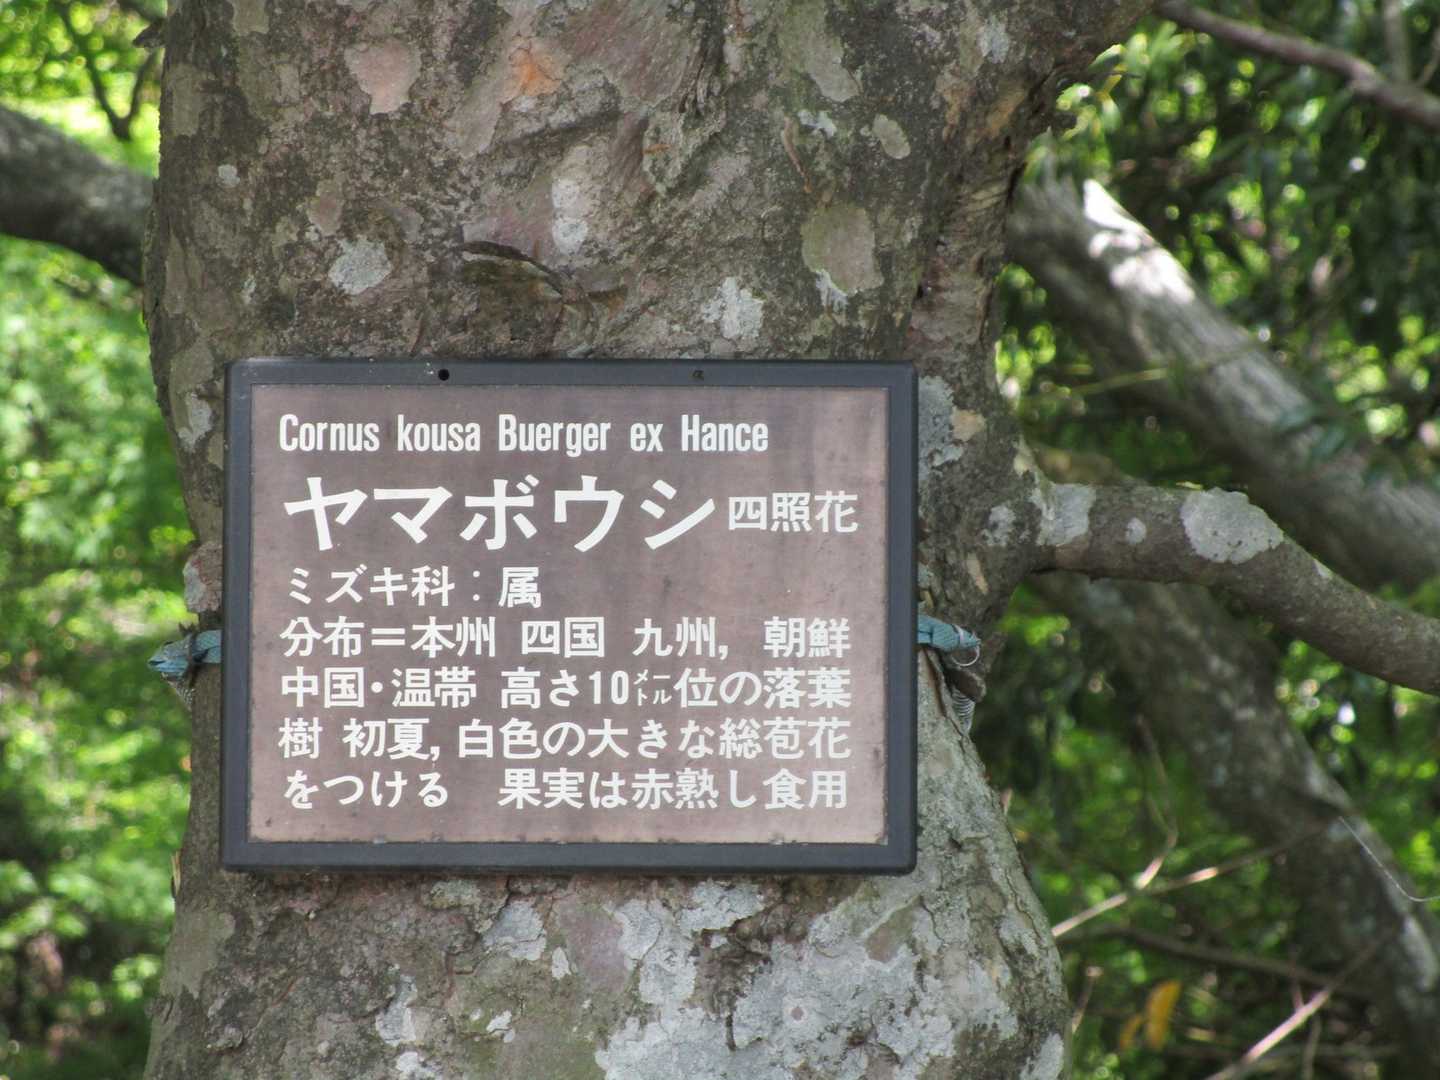 Cornus kousa Buerger ex Hance
ヤマボウシ 四照花
ミズキ科：属
分布＝本州 四国 九州, 朝鮮
中国・温帯 高さ10メートル位の落葉
樹 初夏, 白色の大きな総苞花
をつける 果実は赤熟し食用